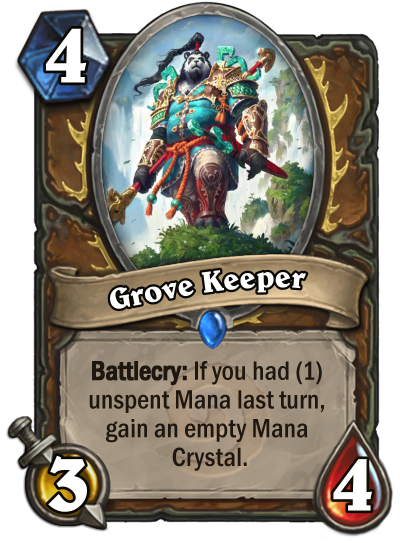 4
Grove Keeper
Battlecry: If you had (1)
unspent Mana last turn,
gain an empty Mana
Crystal.
3
4